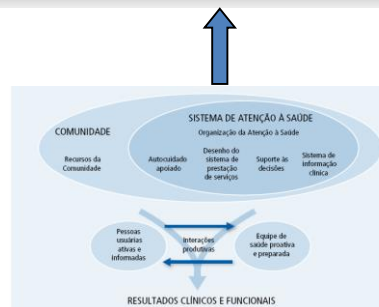 SISTEMA DE ATENÇÃO À SAÚDE
COMUNIDADE
Organização da Atenção à Saúde
Recursos da
Comunidade
Autocuidado
apoiado
Desenho do
sistema de
prestação
de serviços
Suporte às
decisões
Sistema de
informação
clínica
Pessoas
usuárias
ativas e
informadas
Interações
produtivas
Equipe de
saúde proativa
e preparada
RESULTADOS CLÍNICOS E FUNCIONAIS